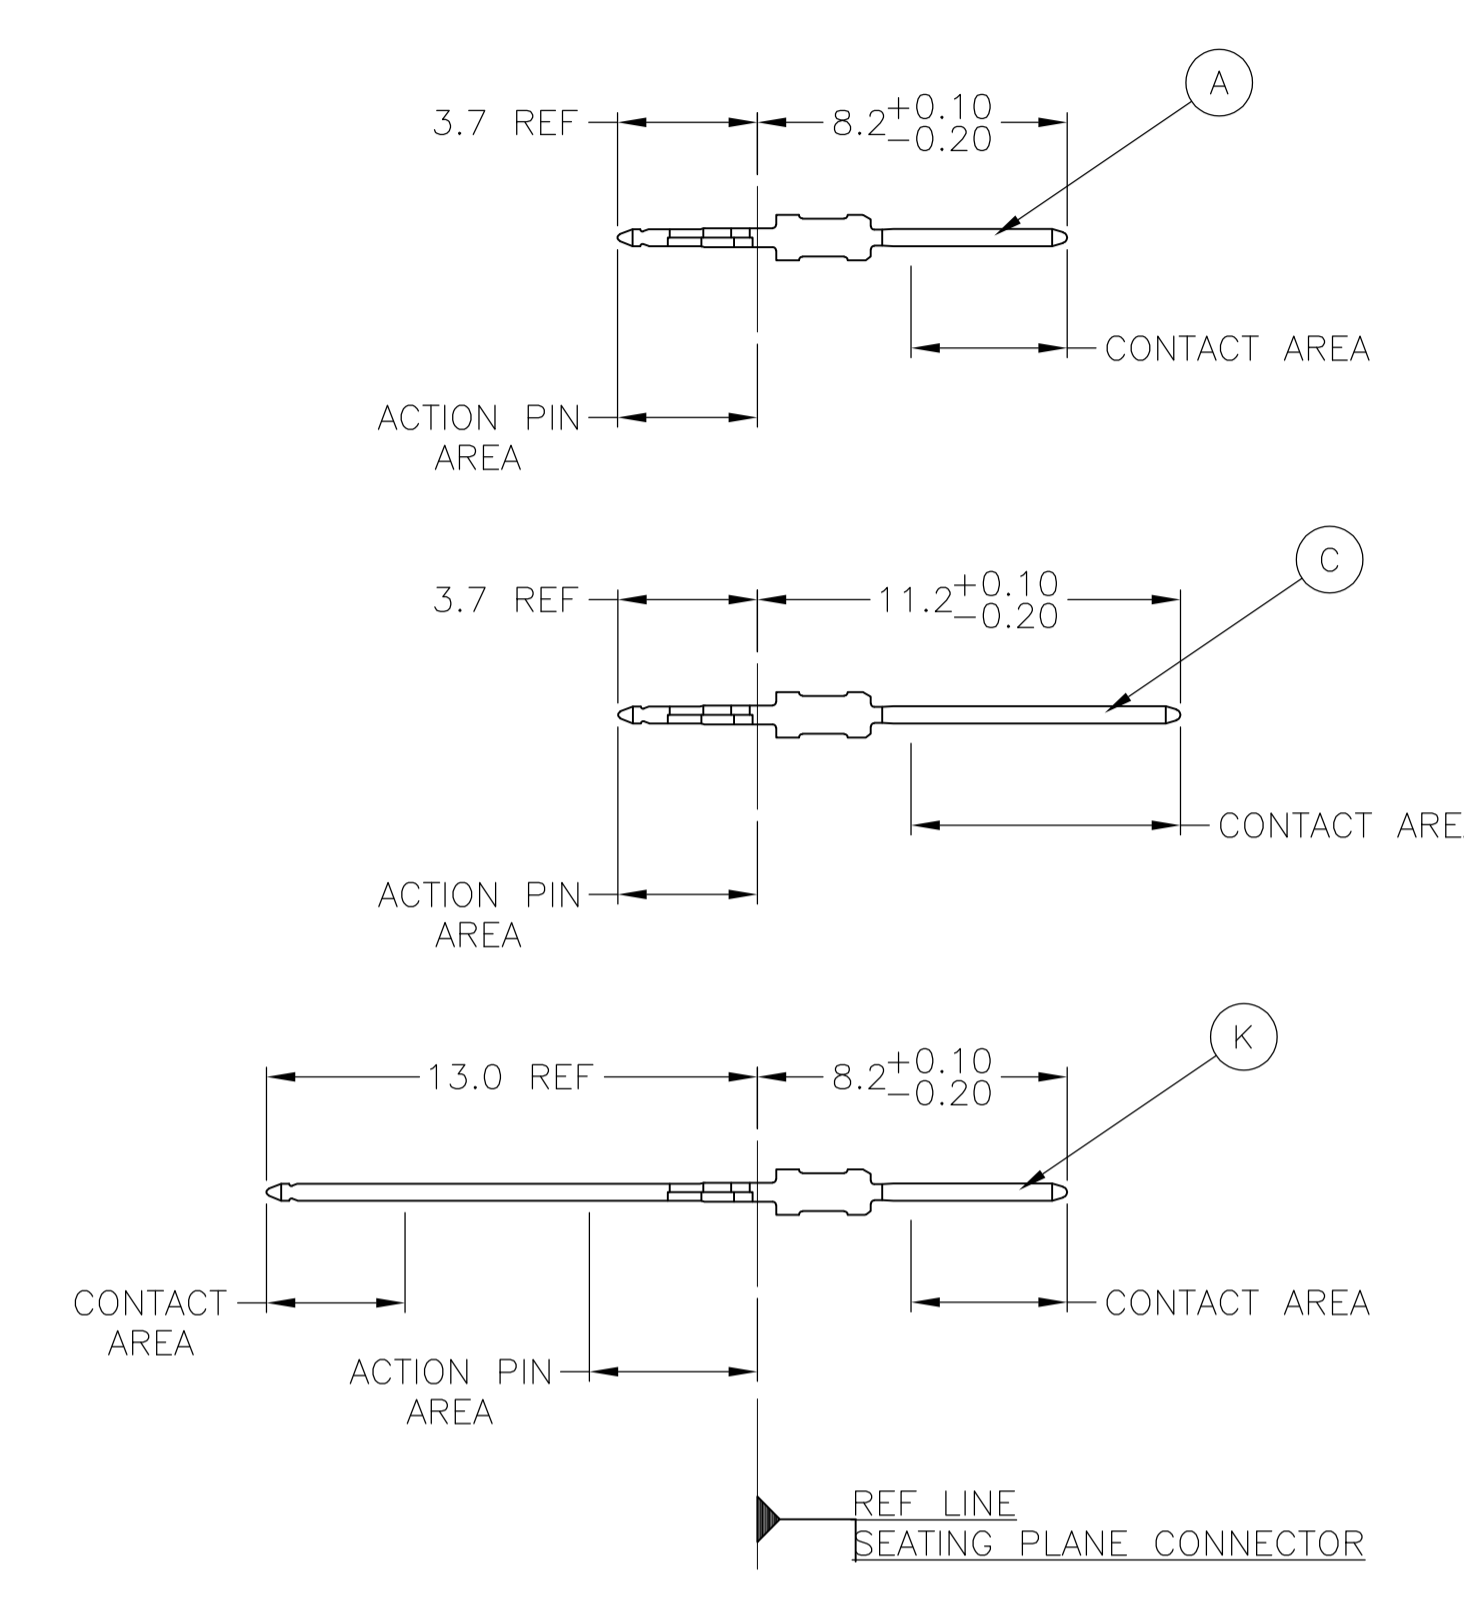 A
3.7 REF
8.2 +0.10
-0.20
CONTACT AREA
ACTION PIN
AREA
C
3.7 REF
11.2 +0.10
-0.20
CONTACT ARE
ACTION PIN
AREA
K
13.0 REF
8.2 +0.10
-0.20
CONTACT
AREA
CONTACT AREA
ACTION PIN
AREA
REF LINE
SEATING PLANE CONNECTOR